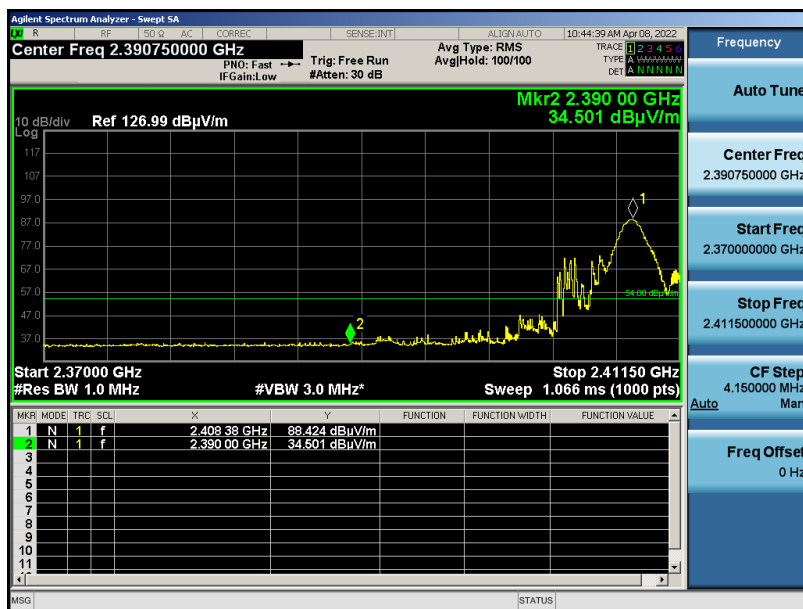 Agilent Spectrum Analyzer - Swept SA
LXI R RF 50 Ω AC CORREC SENSE:INT ALIGN AUTO 10:44:39 AM Apr 08, 2022
Center Freq 2.390750000 GHz
PNO: Fast
IFGain:Low
Trig: Free Run
#Atten: 30 dB
Avg Type: RMS
Avg|Hold: 100/100
TRACE 1 2 3 4 5 6
TYPE A
DET A N N N N N
Mkr2 2.390 00 GHz
34.501 dBµV/m
10 dB/div Ref 126.99 dBµV/m
Log
117
107
97.0
87.0
77.0
67.0
57.0
47.0
37.0
1
2
54.00 dBµV/m
Start 2.37000 GHz Stop 2.41150 GHz
#Res BW 1.0 MHz #VBW 3.0 MHz* Sweep 1.066 ms (1000 pts)
MKR MODE TRC SCL X Y FUNCTION FUNCTION WIDTH FUNCTION VALUE
1 N 1 f 2.408 38 GHz 88.424 dBµV/m
2 N 1 f 2.390 00 GHz 34.501 dBµV/m
3
4
5
6
7
8
9
10
11
MSG STATUS
Frequency
Auto Tune
Center Freq
2.390750000 GHz
Start Freq
2.370000000 GHz
Stop Freq
2.411500000 GHz
CF Step
4.150000 MHz
Auto Man
Freq Offset
0 Hz